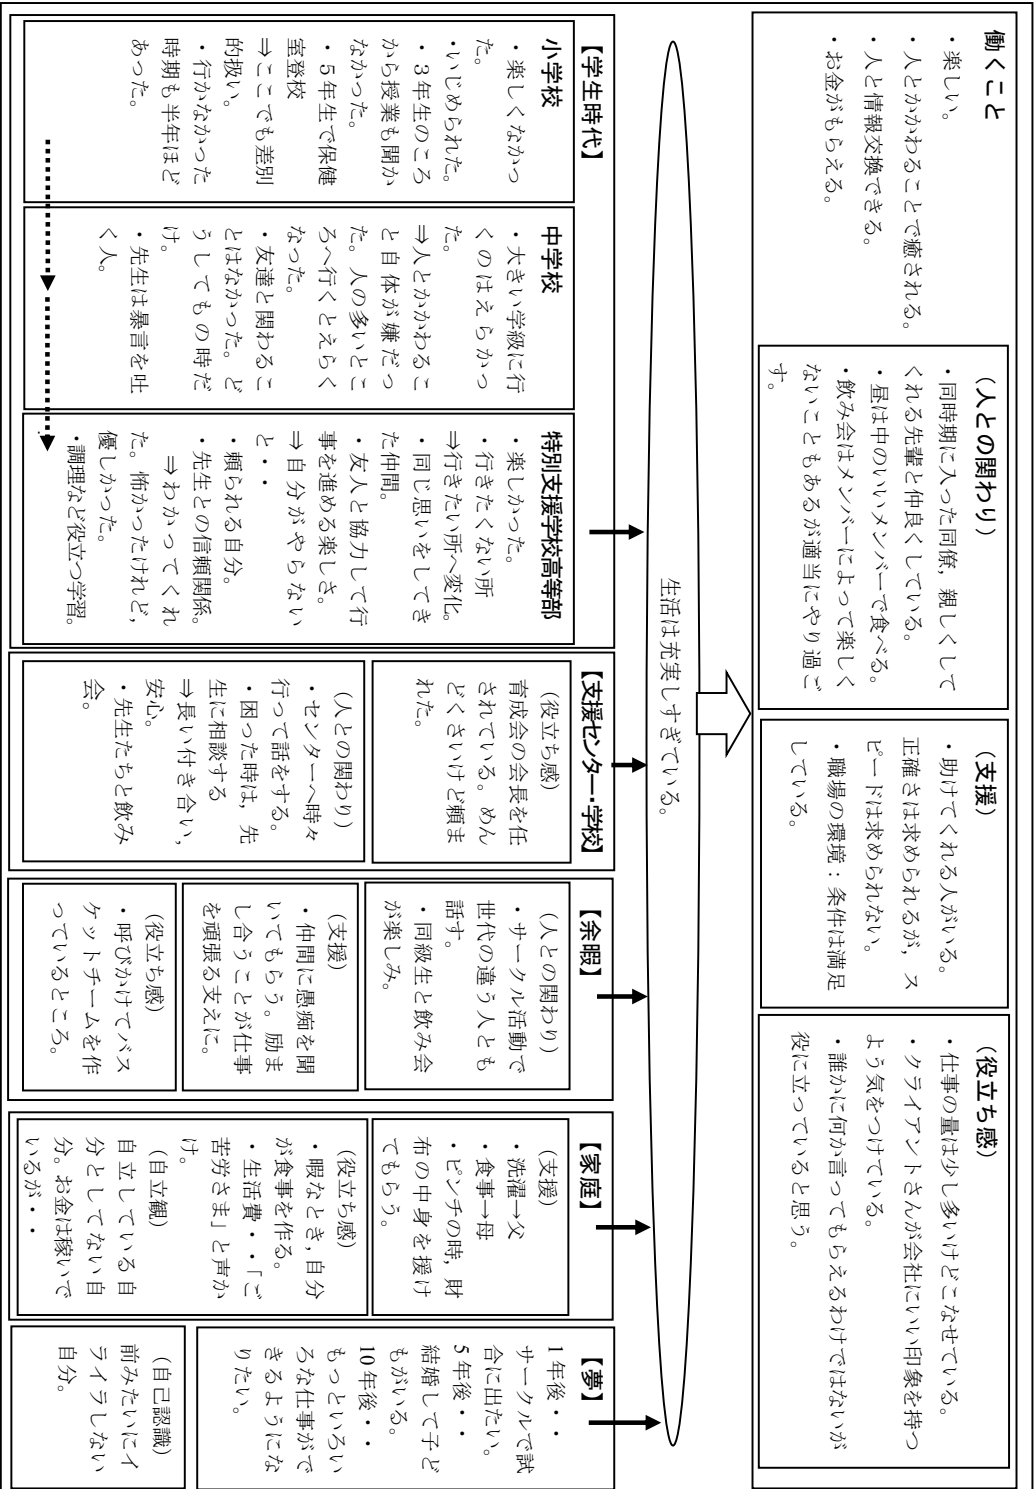 働くこと
・楽しい。
・人とかかわることで癒される。
・人と情報交換できる。
・お金がもらえる。
（人との関わり）
・同時期に入った同僚，親しくして
くれる先輩と仲良くしている。
・昼は中のいいメンバーで食べる。
・飲み会はメンバーによって楽しく
ないこともあるが適当にやり過ご
す。
（支援）
・助けてくれる人がいる。
正確さは求められるが，ス
ピードは求められない。
・職場の環境：条件は満足
している。
（役立ち感）
・仕事の量は少し多いけどこなせている。
・クライアントさんが会社にいい印象を持つ
よう気をつけている。
・誰かに何か言ってもらえるわけではないが
役に立っていると思う。
生活は充実しすぎている。
【学生時代】
小学校
・楽しくなかっ
た。
・いじめられた。
・３年生のころ
から授業も聞か
なかった。
・５年生で保健
室登校
⇒ここでも差別
的扱い。
・行かなかった
時期も半年ほど
あった。
中学校
・大きい学級に行
くのはえらかっ
た。
⇒人とかかわるこ
と自体が嫌だっ
た。人の多いとこ
ろへ行くとえらく
なった。
・友達と関わるこ
とはなかった。ど
うしてもの時だ
け。
・先生は暴言を吐
く人。
特別支援学校高等部
・楽しかった。
・行きたくない所
⇒行きたい所へ変化。
・同じ思いをしてき
た仲間。
・友人と協力して行
事を進める楽しさ。
⇒自分がやらない
と・・
・頼られる自分。
・先生との信頼関係。
⇒わかってくれ
た。怖かったけれど，
優しかった。
・調理など役立つ学習。
【支援センター・学校】
（役立ち感）
育成会の会長を任
されている。めん
どくさいけど頼ま
れた。
（人との関わり）
・センターへ時々
行って話をする。
・困った時は，先
生に相談する
⇒長い付き合い，
安心。
・先生たちと飲み
会。
【余暇】
（人との関わり）
・サークル活動で
世代の違う人とも
話す。
・同級生と飲み会
が楽しみ。
（支援）
・仲間に愚痴を聞
いてもらう。励ま
し合うことが仕事
を頑張る支えに。
（役立ち感）
・呼びかけてバス
ケットチームを作
っているところ。
【家庭】
（支援）
・洗濯→父
・食事→母
・ピンチの時，財
布の中身を援け
てもらう。
（役立ち感）
・暇なとき，自分
が食事を作る。
・生活費・・「ご
苦労さま」と声か
け。
（自立観）
自立している自
分としてない自
分。お金は稼いで
いるが・・
【夢】
1 年後・・
サークルで試
合に出たい。
5 年後・・
結婚して子ど
もがいる。
10 年後・・
もっといろい
ろな仕事がで
きるようにな
りたい。
（自己認識）
前みたいにイ
ライラしない
自分。